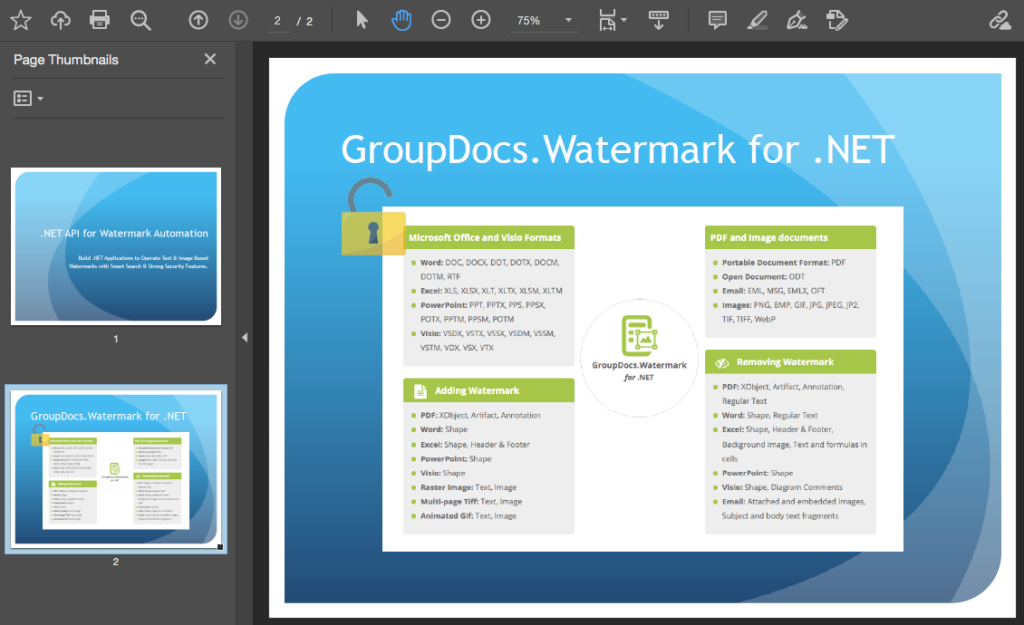 2 / 2
75%
Page Thumbnails
.NET API for Watermark Automation
Build .NET Applications to Operate Text & Image Based
Watermarks with Smart Search & Strong Security Features.
1
GroupDocs.Watermark for .NET
2
GroupDocs.Watermark for .NET
Microsoft Office and Visio Formats
Word: DOC, DOCX, DOT, DOTX, DOCM,
DOTM, RTF
Excel: XLS, XLSX, XLT, XLTX, XLSM, XLTM
PowerPoint: PPT, PPTX, PPS, PPSX,
POTX, PPTM, PPSM, POTM
Visio: VSDX, VSTX, VSSX, VSDM, VSSM,
VSTM, VDX, VSX, VTX
Adding Watermark
PDF: XObject, Artifact, Annotation
Word: Shape
Excel: Shape, Header & Footer
PowerPoint: Shape
Visio: Shape
Raster Image: Text, Image
Multi-page Tiff: Text, Image
Animated Gif: Text, Image
GroupDocs.Watermark
for .NET
PDF and Image documents
Portable Document Format: PDF
Open Document: ODT
Email: EML, MSG, EMLX, OFT
Images: PNG, BMP, GIF, JPG, JPEG, JP2,
TIF, TIFF, WebP
Removing Watermark
PDF: XObject, Artifact, Annotation,
Regular Text
Word: Shape, Regular Text
Excel: Shape, Header & Footer,
Background Image, Text and formulas in
cells
PowerPoint: Shape
Visio: Shape, Diagram Comments
Email: Attached and embedded images,
Subject and body text fragments